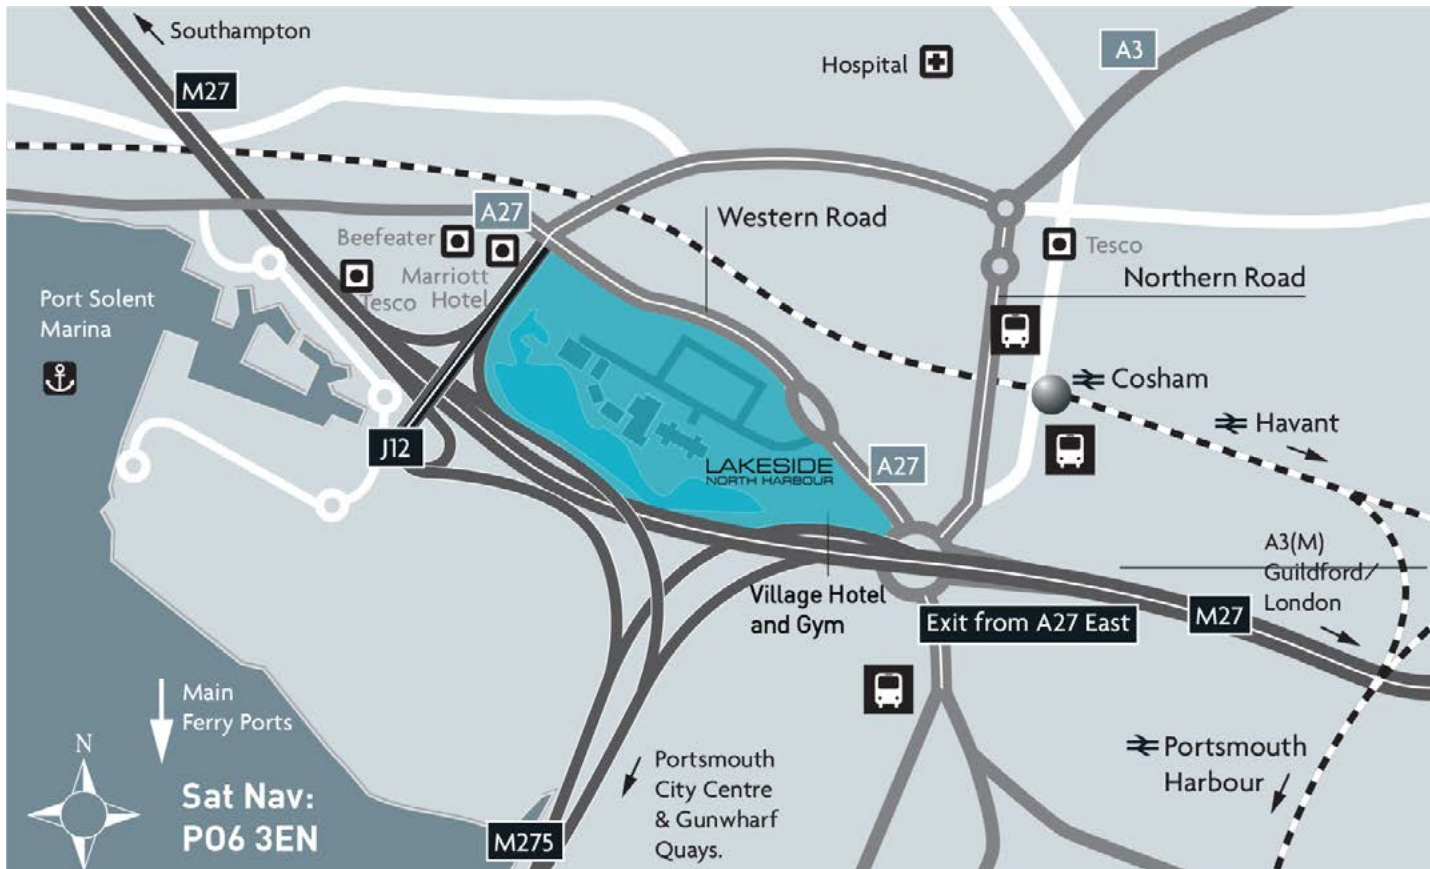 Southampton
M27
Hospital
A3
A27
Western Road
Beefeater
Marriott
Hotel
Tesco
Tesco
Northern Road
Port Solent
Marina
Cosham
Havant
J12
LAKESIDE
NORTH HARBOUR
A27
A3(M)
Guildford/
London
Village Hotel
and Gym
Exit from A27 East
M27
Main
Ferry Ports
N
Sat Nav:
PO6 3EN
Portsmouth
City Centre
& Gunwharf
Quays.
M275
Portsmouth
Harbour